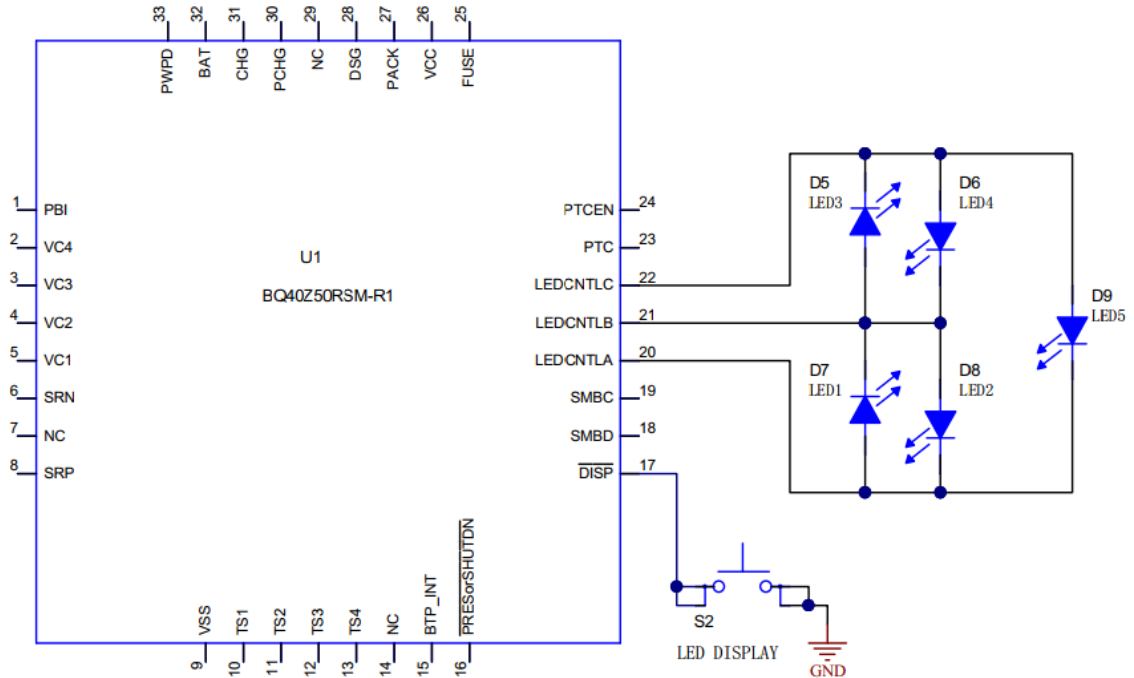 33 32 31 30 29 28 27 26 25
PWPD BAT CHG PCHG NC DSG PACK VCC FUSE
1 PBI
2 VC4
3 VC3
4 VC2
5 VC1
6 SRN
7 NC
8 SRP
U1
BQ40Z50RSM-R1
PTCEN 24
PTC 23
LEDCNTLC 22
LEDCNTLB 21
LEDCNTLA 20
SMBC 19
SMBD 18
DISP 17
VSS TS1 TS2 TS3 TS4 NC BTP_INT PRESorSHUTDN
9 10 11 12 13 14 15 16
D5
LED3
D6
LED4
D9
LED5
D7
LED1
D8
LED2
S2
LED DISPLAY
GND